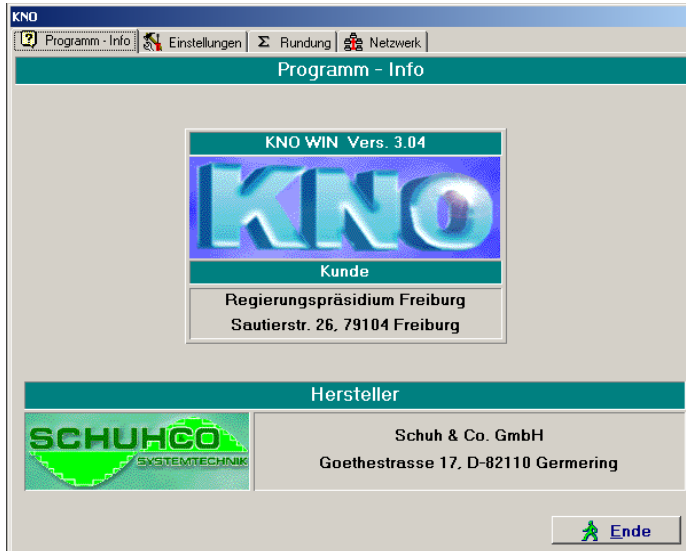 KNO
Programm - Info Einstellungen Σ Rundung Netzwerk
Programm - Info
KNO WIN Vers. 3.04
KNO
Kunde
Regierungspräsidium Freiburg
Sautierstr. 26, 79104 Freiburg
Hersteller
SCHUHCO
SYSTEMTECHNIK
Schuh & Co. GmbH
Goethestrasse 17, D-82110 Germering
Ende